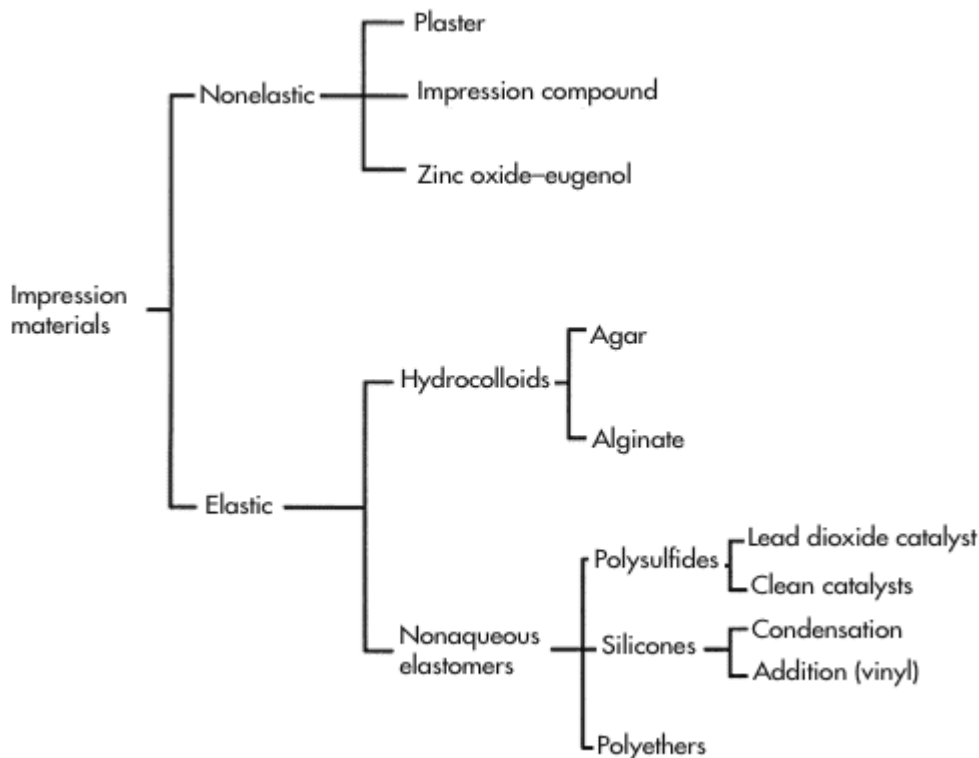 Plaster
Nonelastic
Impression compound
Zinc oxide–eugenol
Impression
materials
Agar
Hydrocolloids
Alginate
Elastic
Lead dioxide catalyst
Polysulfides
Clean catalysts
Nonaqueous
elastomers
Condensation
Silicones
Addition (vinyl)
Polyethers